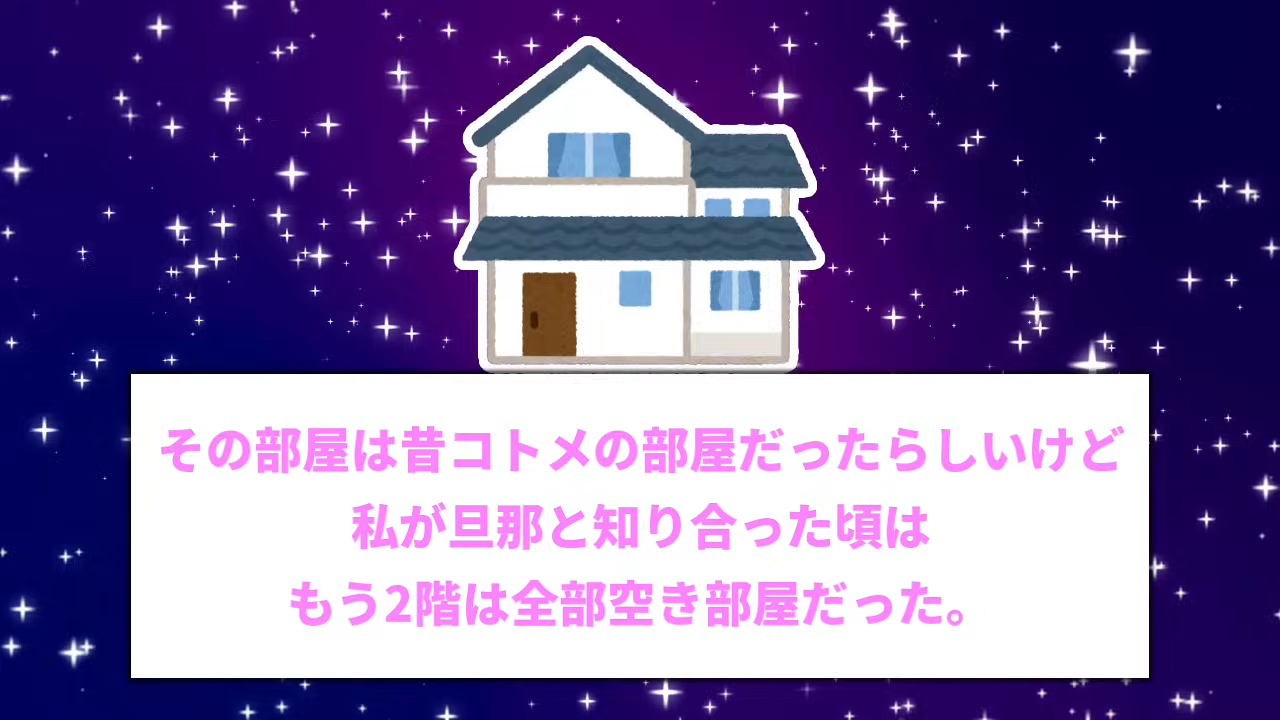 その部屋は昔コトメの部屋だったらしいけど
私が旦那と知り合った頃は
もう2階は全部空き部屋だった。